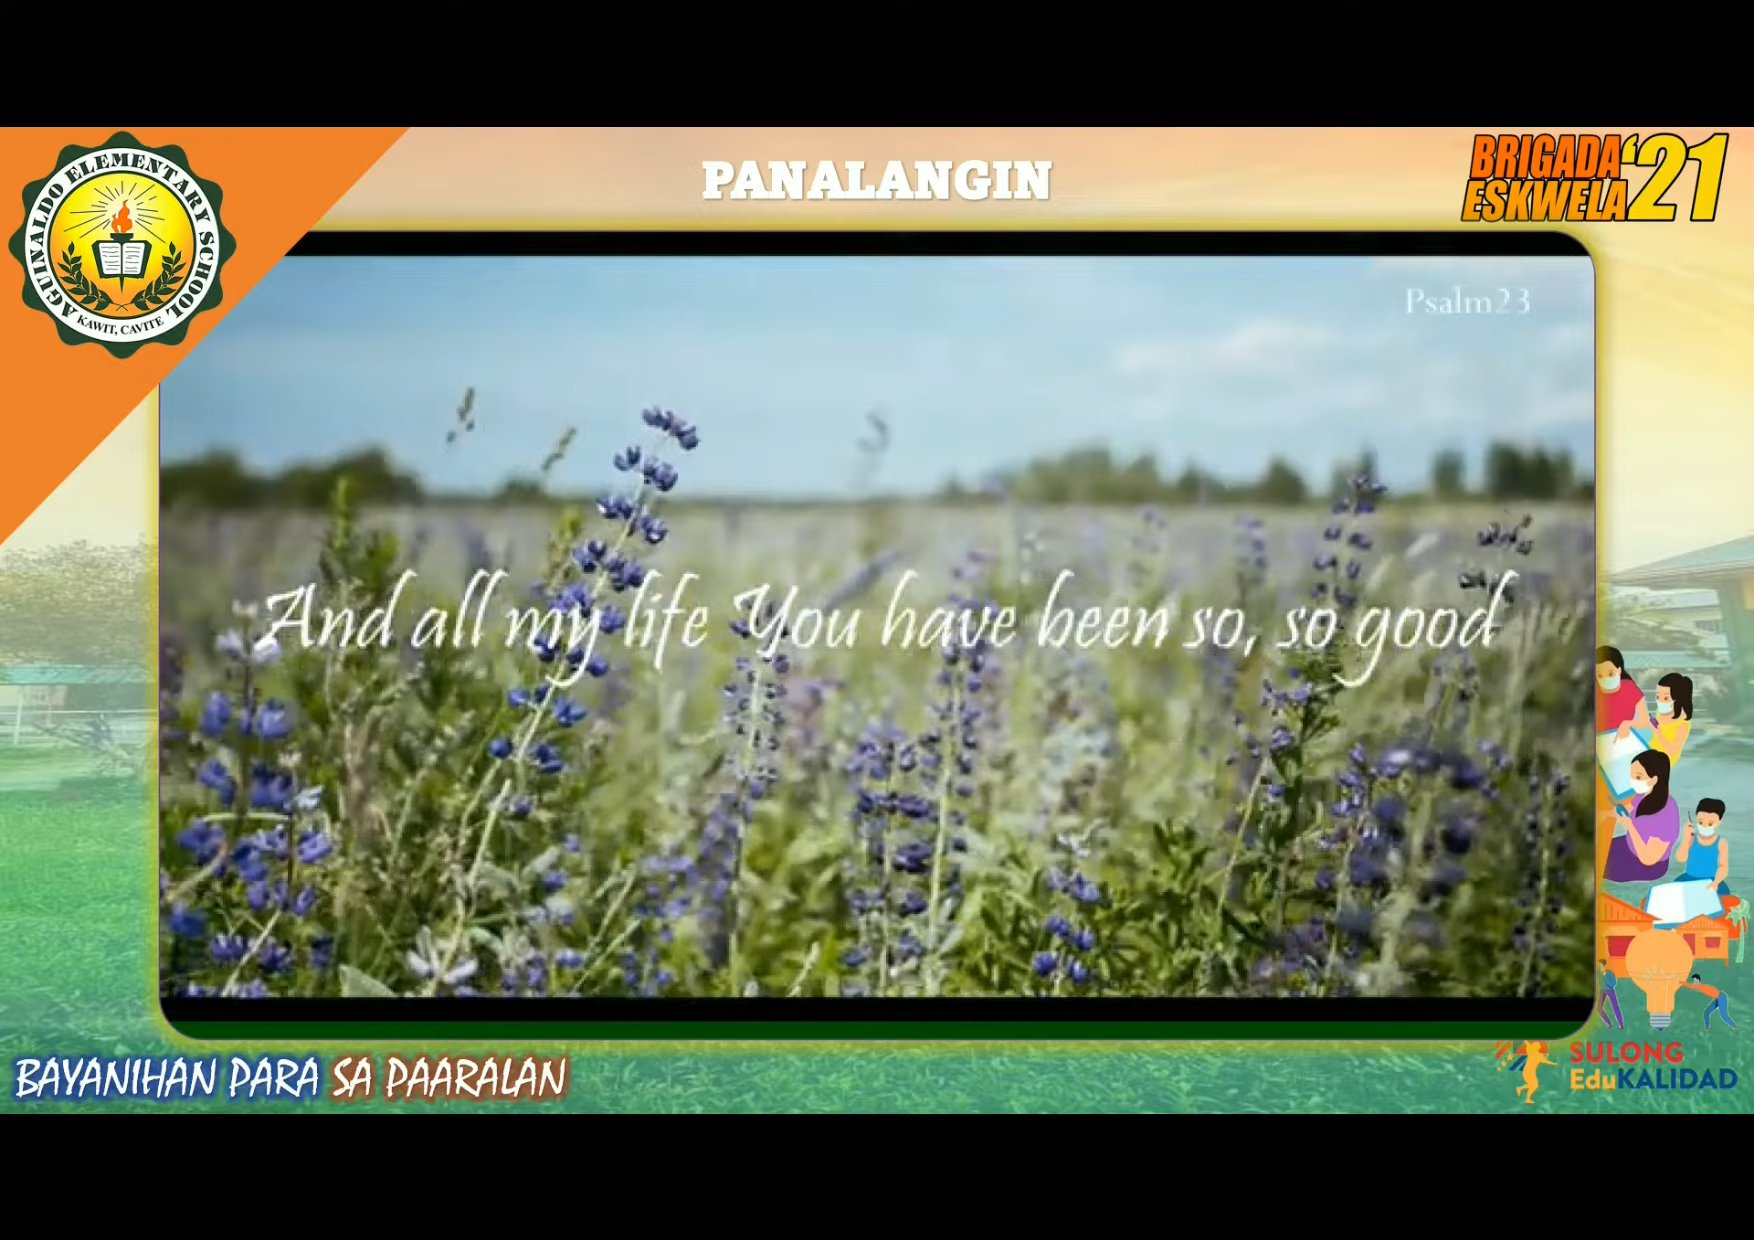 AGUINALDO ELEMENTARY SCHOOL
KAWIT, CAVITE
PANALANGIN
BRIGADA
ESKWELA
‘21
Psalm23
And all my life You have been so, so good
BAYANIHAN PARA SA PAARALAN
SULONG
EduKALIDAD